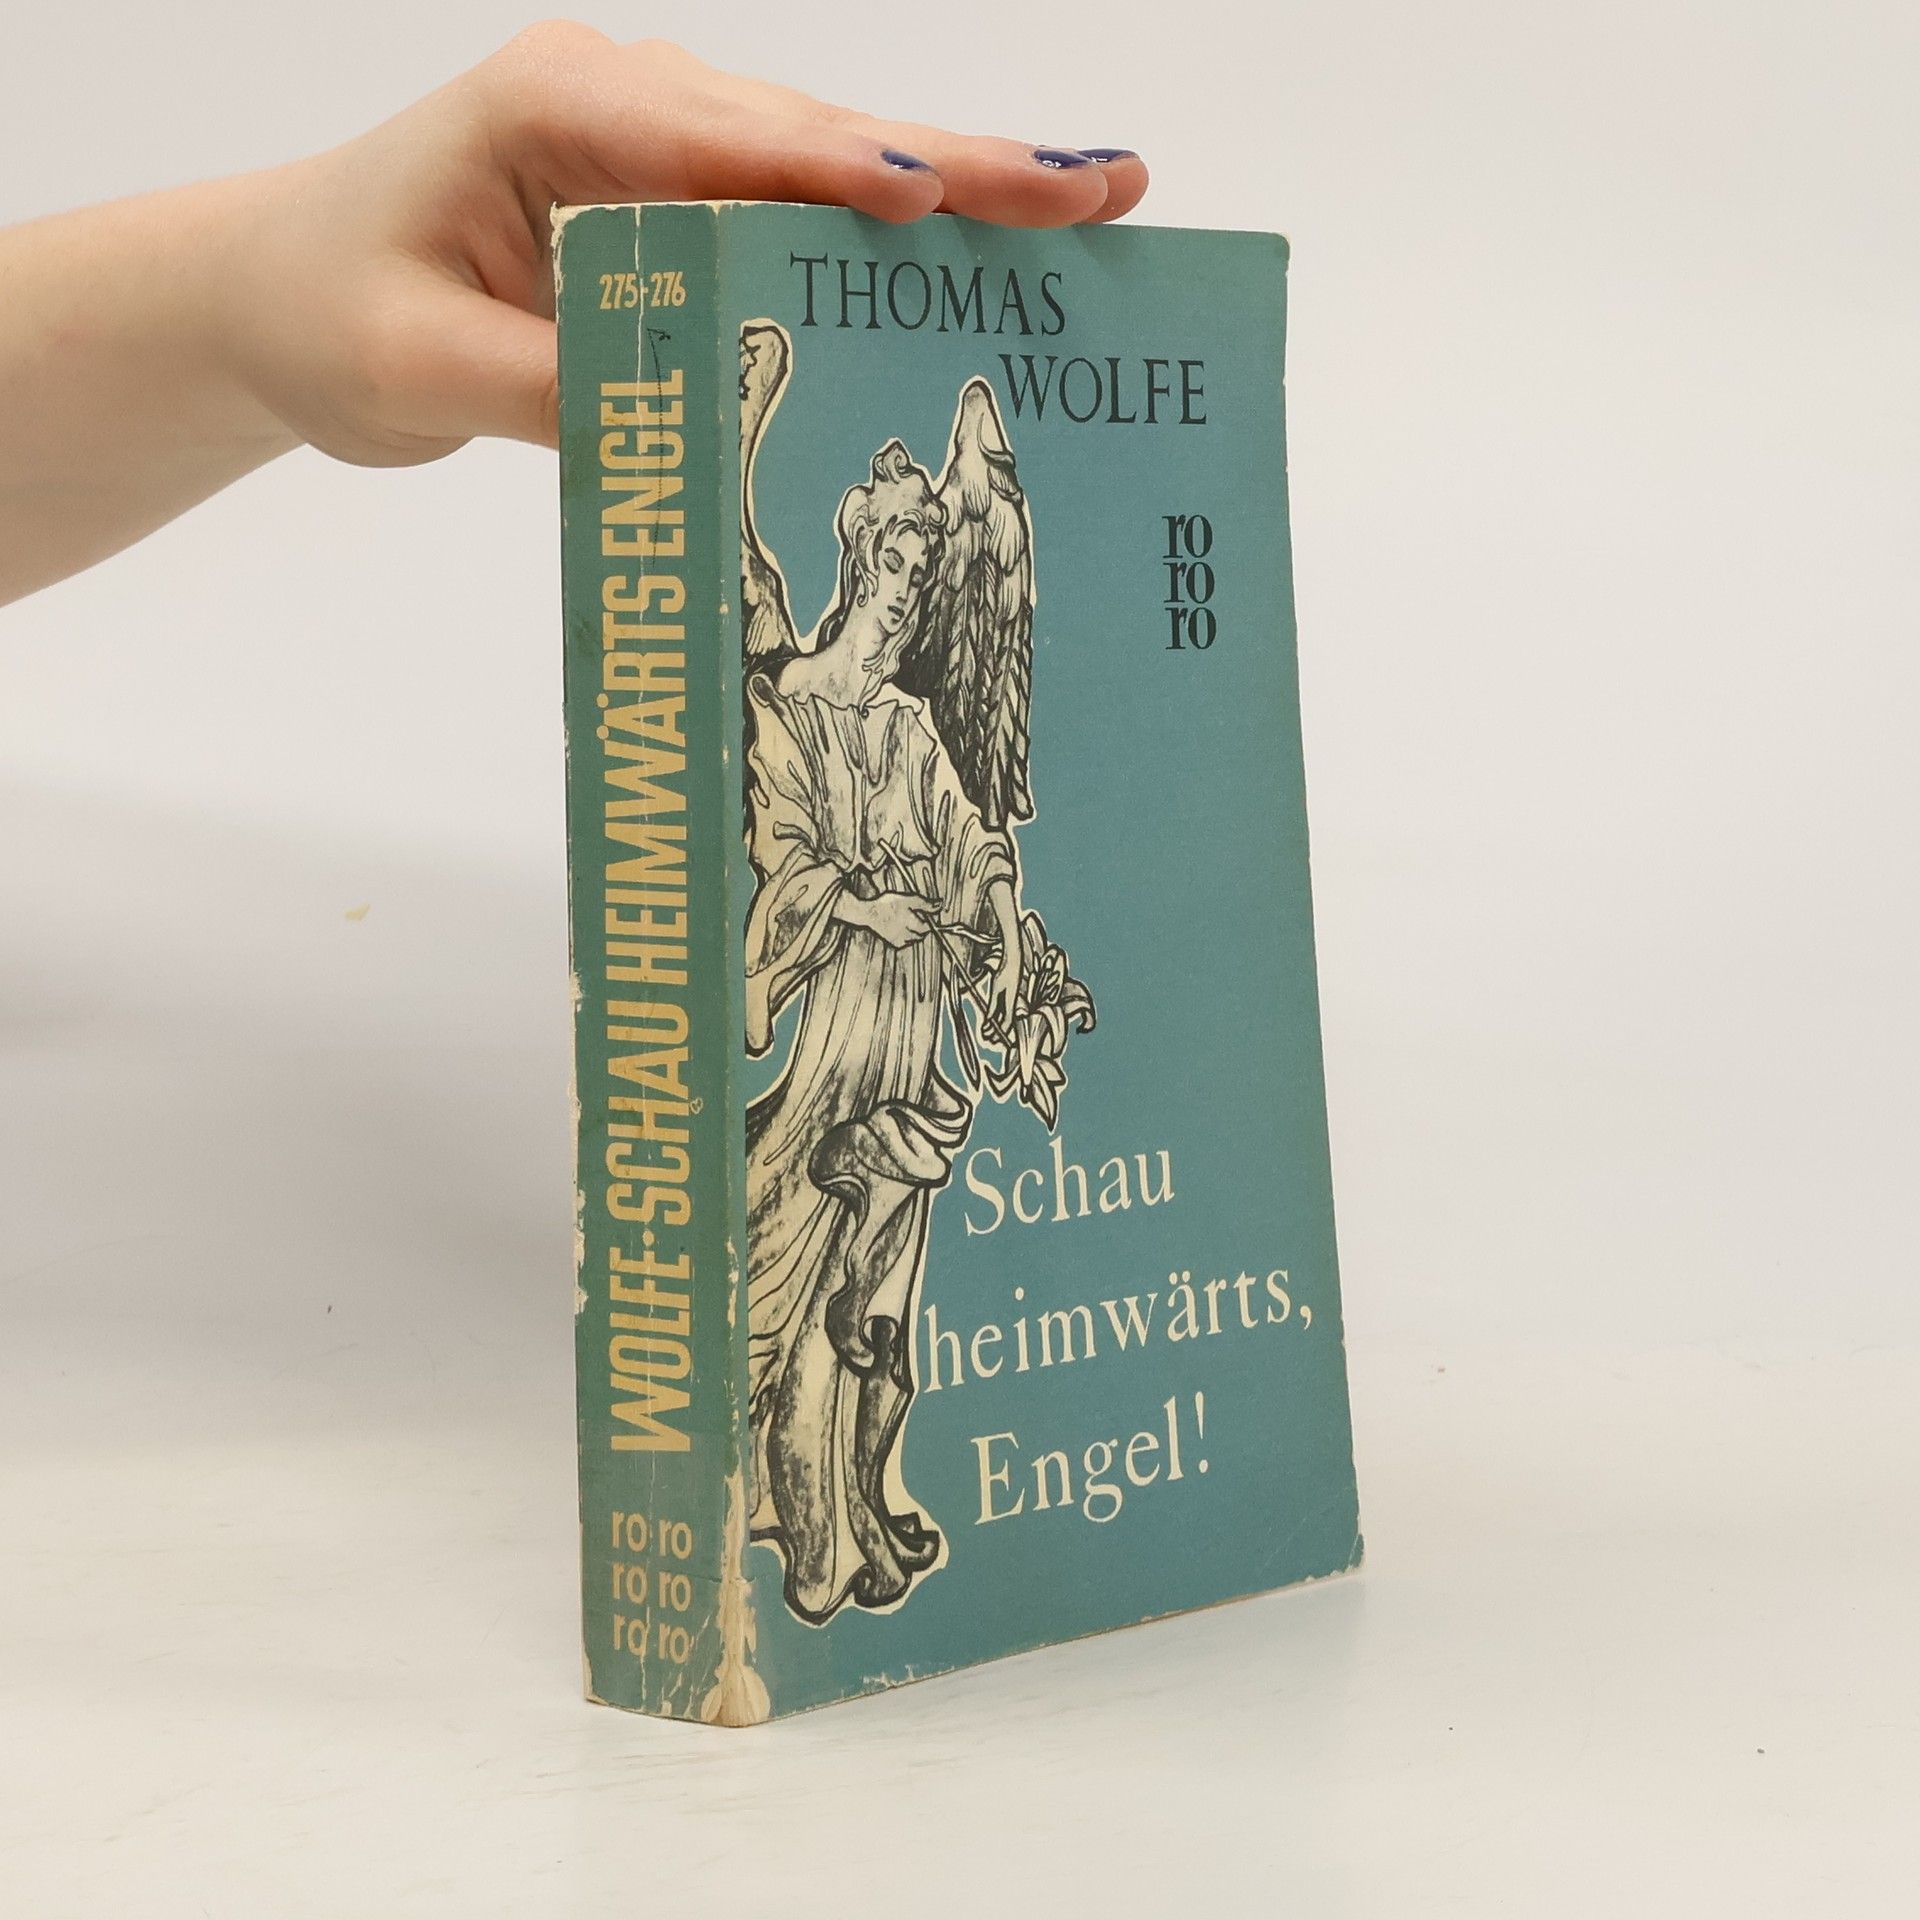 275+276
WOLFE·SCHAU HEIMWÄRTS ENGEL
ro ro
ro ro
ro ro
THOMAS
WOLFE
ro
ro
ro
Schau
heimwärts,
Engel!